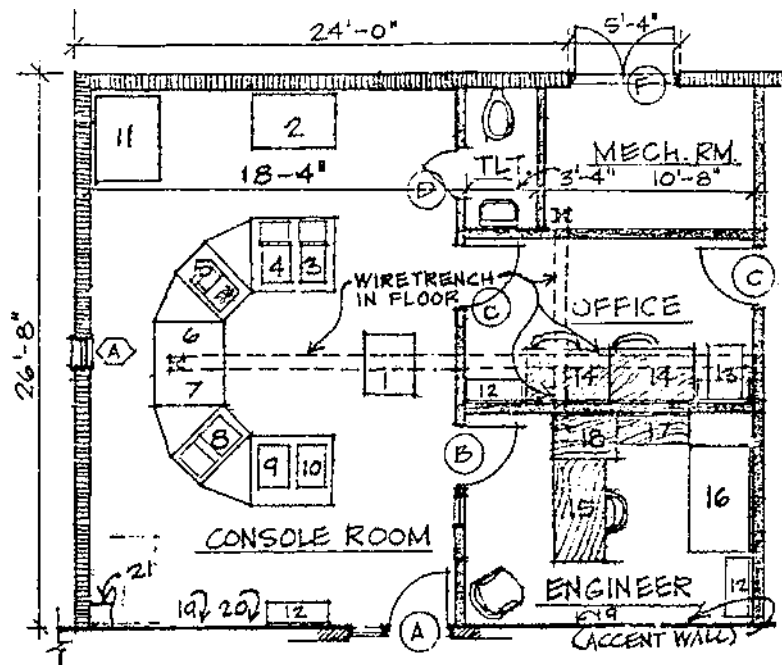 24'-0" 5'-4"
F
11 2
TLT. MECH. RM.
18-4" 3'-4" 10'-8"
D
4 3
5
WIRETRENCH
IN FLOOR
C C
OFFICE
26'-8"
A 6
7 1 14 14 13
12
8 18 17
B
9 10 15 16
CONSOLE ROOM
21 ENGINEER 12
19 20 12 19
A (ACCENT WALL)